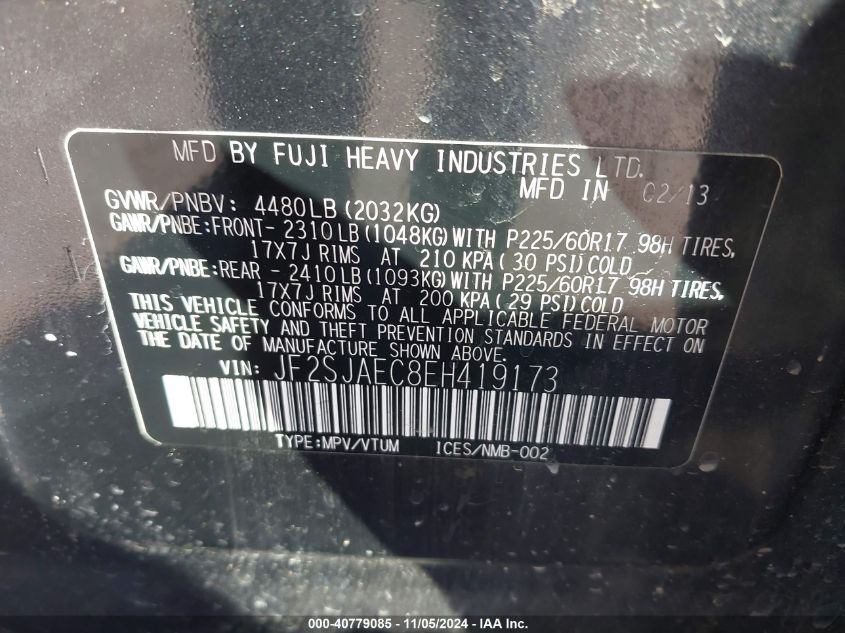 MFD BY FUJI HEAVY INDUSTRIES LTD.
MFD IN 02/13
GVWR/PNBV: 4480LB (2032KG)
GAWR/PNBE:FRONT- 2310LB (1048KG) WITH P225/60R17 98H TIRES,
17X7J RIMS AT 210 KPA (30 PSI) COLD
GAWR/PNBE:REAR - 2410LB (1093KG) WITH P225/60R17 98H TIRES,
17X7J RIMS AT 200 KPA (29 PSI) COLD
THIS VEHICLE CONFORMS TO ALL APPLICABLE FEDERAL MOTOR
VEHICLE SAFETY AND THEFT PREVENTION STANDARDS IN EFFECT ON
THE DATE OF MANUFACTURE SHOWN ABOVE.
VIN: JF2SJAEC8EH419173
TYPE:MPV/VTUM ICES/NMB-002
000-40779085 - 11/05/2024 - IAA Inc.